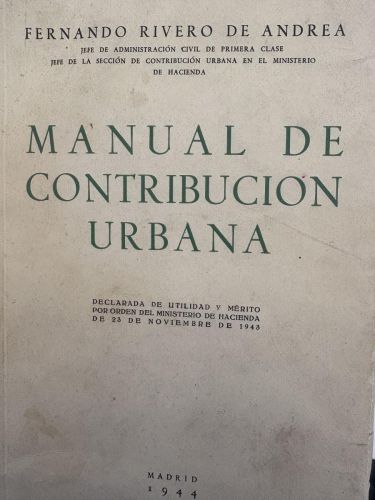 FERNANDO RIVERO DE ANDREA
JEFE DE ADMINISTRACIÓN CIVIL DE PRIMERA CLASE
JEFE DE LA SECCIÓN DE CONTRIBUCIÓN URBANA EN EL MINISTERIO
DE HACIENDA
MANUAL DE
CONTRIBUCIÓN
URBANA
DECLARADA DE UTILIDAD Y MÉRITO
POR ORDEN DEL MINISTERIO DE HACIENDA
DE 23 DE NOVIEMBRE DE 1943
MADRID
1944